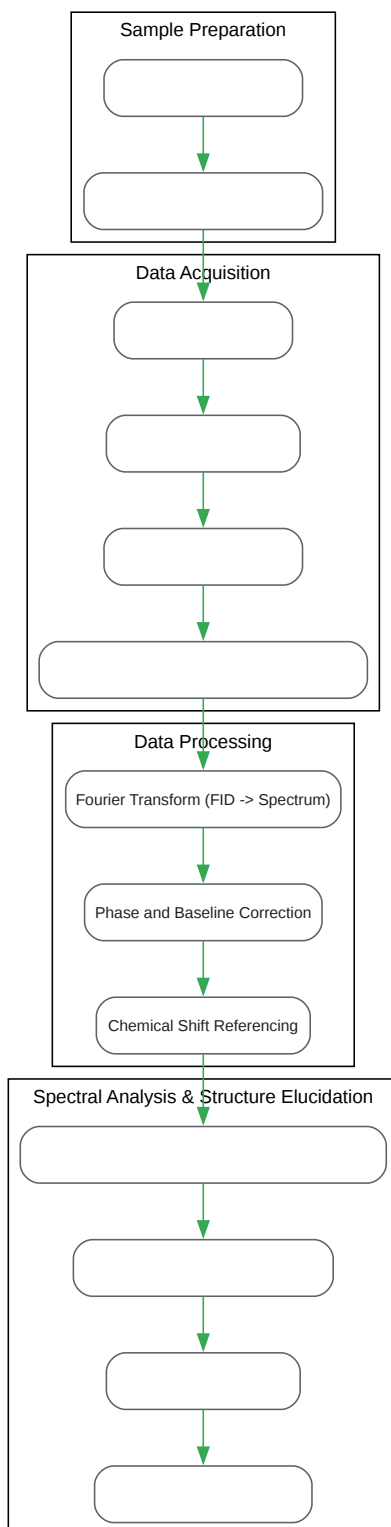 Sample Preparation
Data Acquisition
Data Processing
Fourier Transform (FID -> Spectrum)
Phase and Baseline Correction
Chemical Shift Referencing
Spectral Analysis & Structure Elucidation